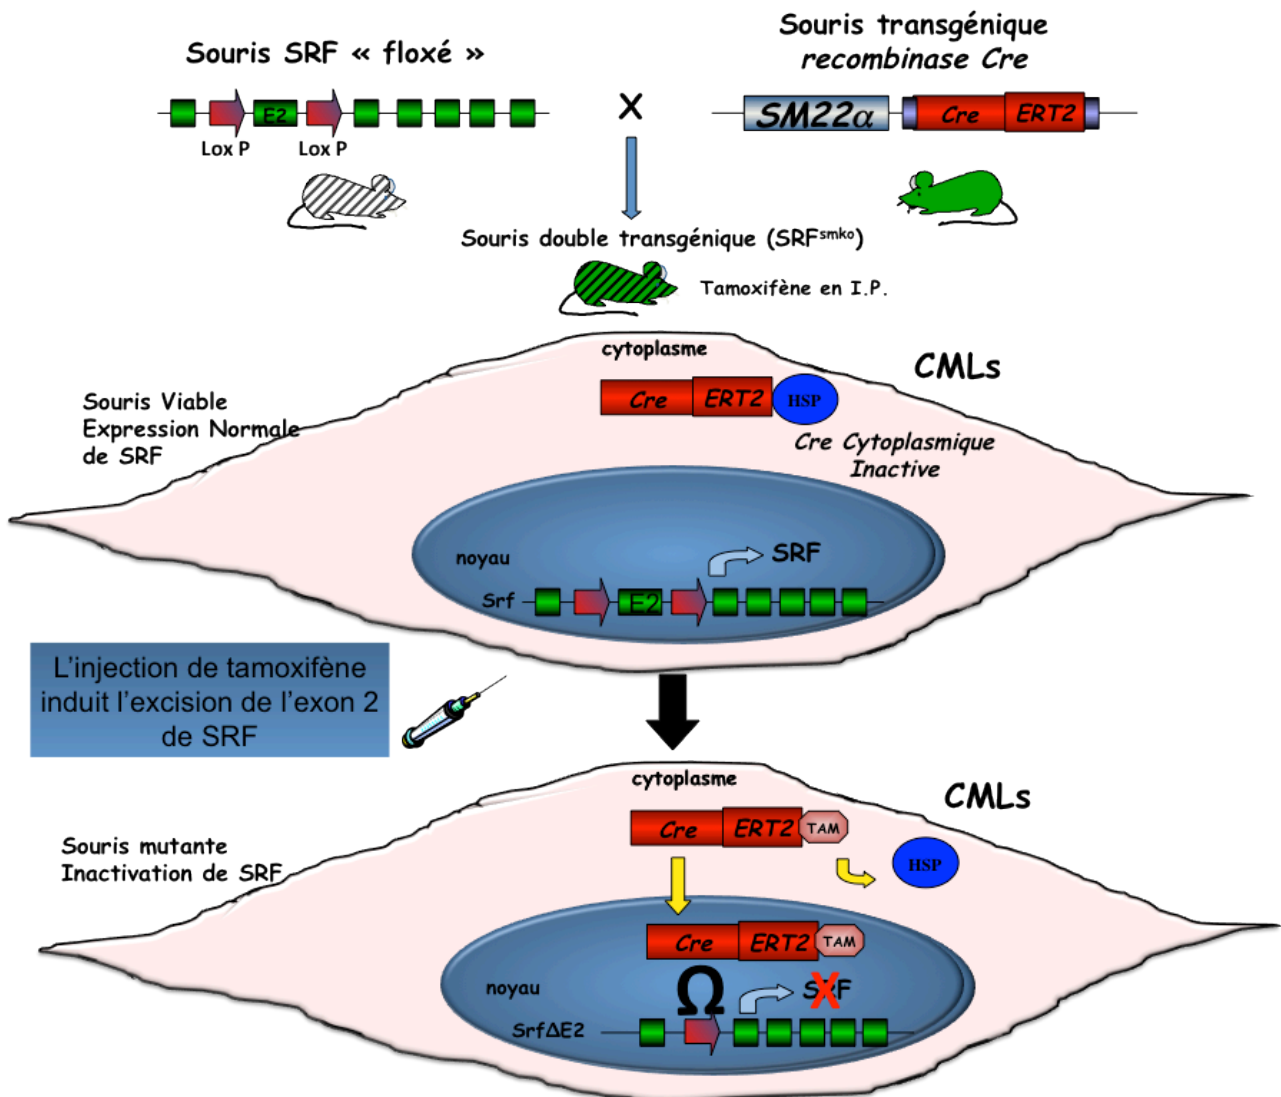 Souris SRF « floxé »
Souris transgénique
recombinase Cre
E2
Lox P
Lox P
X
SM22α
Cre
ERT2
Souris double transgénique (SRFsmko)
Tamoxifène en I.P.
cytoplasme
CMLs
Cre
ERT2
HSP
Souris Viable
Expression Normale
de SRF
Cre Cytoplasmique
Inactive
noyau
SRF
Srf
E2
L'injection de tamoxifène
induit l'excision de l'exon 2
de SRF
cytoplasme
CMLs
Cre
ERT2
TAM
HSP
Souris mutante
Inactivation de SRF
Cre
ERT2
TAM
noyau
Ω
SRF
X
SrfΔE2